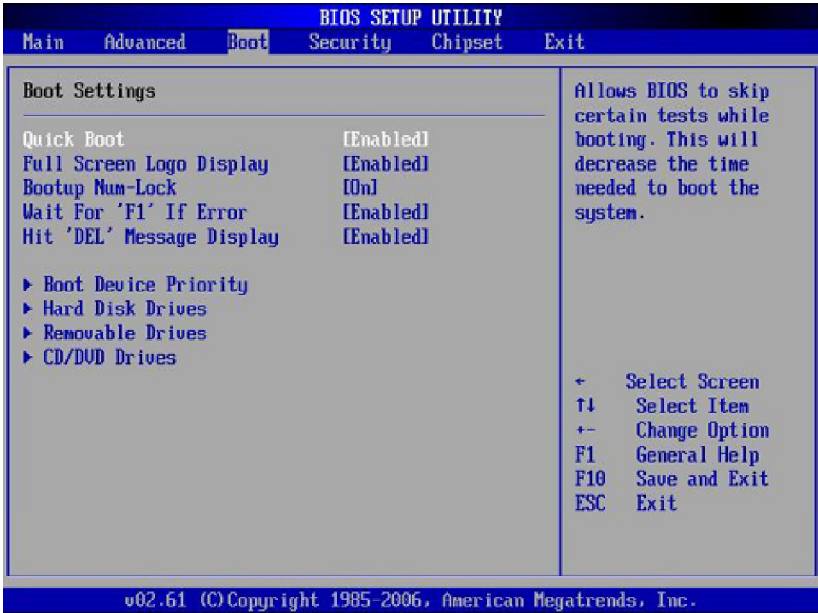 BIOS SETUP UTILITY
Main Advanced Boot Security Chipset Exit
Boot Settings
Quick Boot [Enabled]
Full Screen Logo Display [Enabled]
Bootup Num-Lock [On]
Wait For 'F1' If Error [Enabled]
Hit 'DEL' Message Display [Enabled]
► Boot Device Priority
► Hard Disk Drives
► Removable Drives
► CD/DVD Drives
Allows BIOS to skip
certain tests while
booting. This will
decrease the time
needed to boot the
system.
← Select Screen
↑↓ Select Item
+- Change Option
F1 General Help
F10 Save and Exit
ESC Exit
v02.61 (C)Copyright 1985-2006, American Megatrends, Inc.